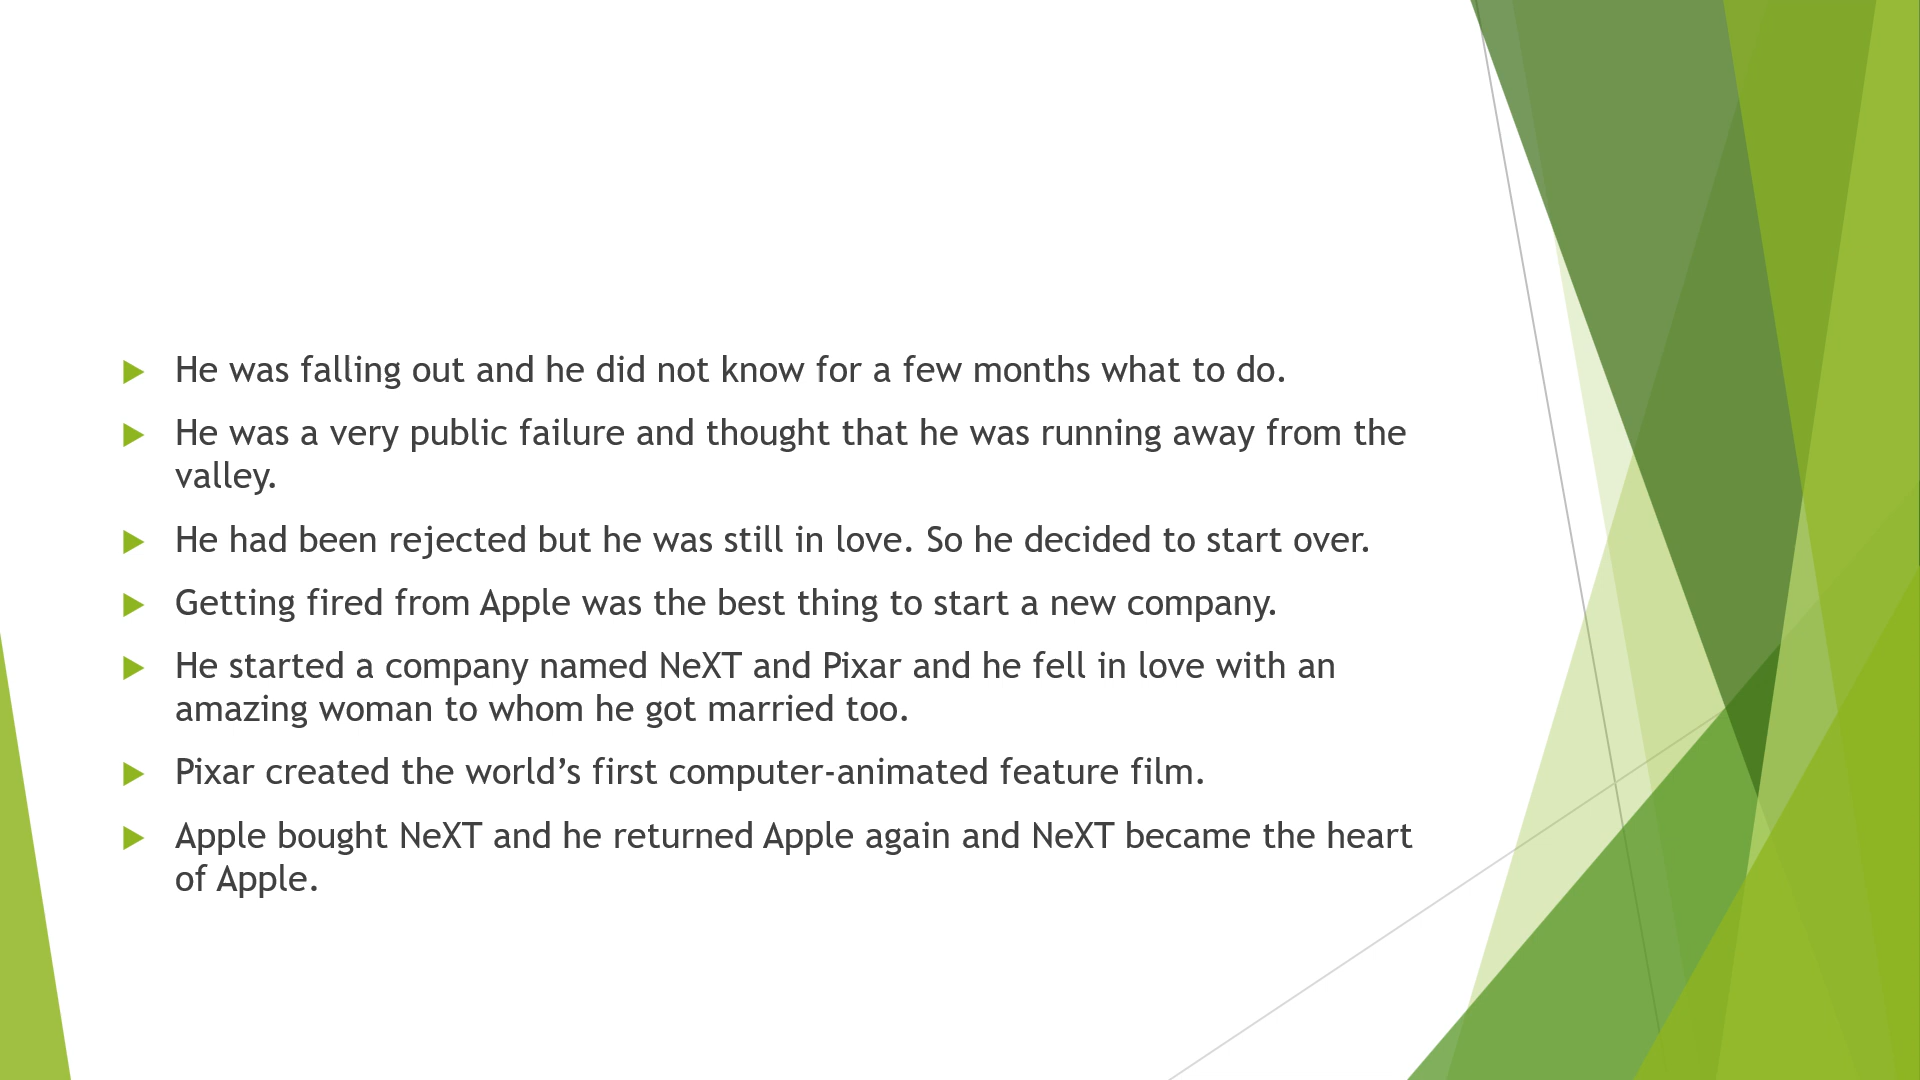 He was falling out and he did not know for a few months what to do.
He was a very public failure and thought that he was running away from the
valley.
He had been rejected but he was still in love. So he decided to start over.
Getting fired from Apple was the best thing to start a new company.
He started a company named NeXT and Pixar and he fell in love with an
amazing woman to whom he got married too.
Pixar created the world’s first computer-animated feature film.
Apple bought NeXT and he returned Apple again and NeXT became the heart
of Apple.